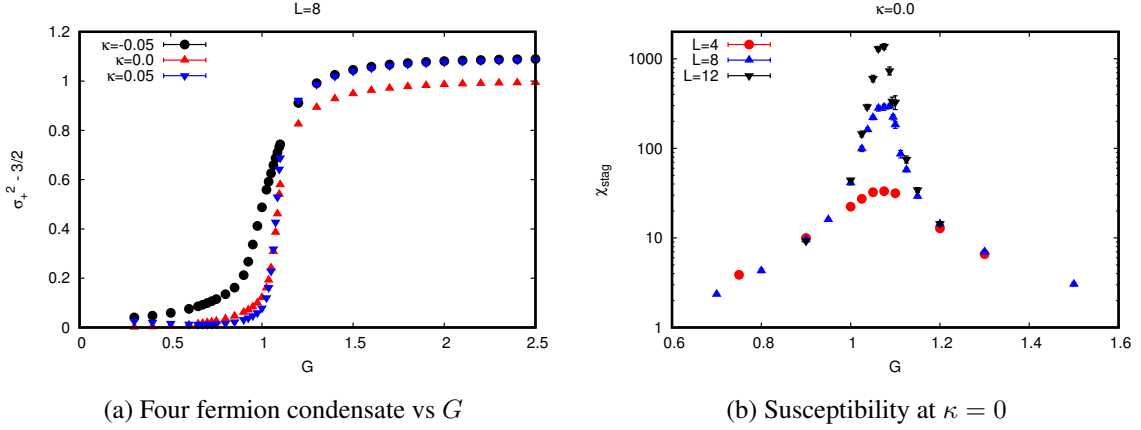 L=8
κ=-0.05
κ=0.0
κ=0.05
σ₊² - 3/2
1.2
1
0.8
0.6
0.4
0.2
0
0 0.5 1 1.5 2 2.5
G
(a) Four fermion condensate vs G
κ=0.0
L=4
L=8
L=12
χstag
1000
100
10
1
0.6 0.8 1 1.2 1.4 1.6
G
(b) Susceptibility at κ = 0